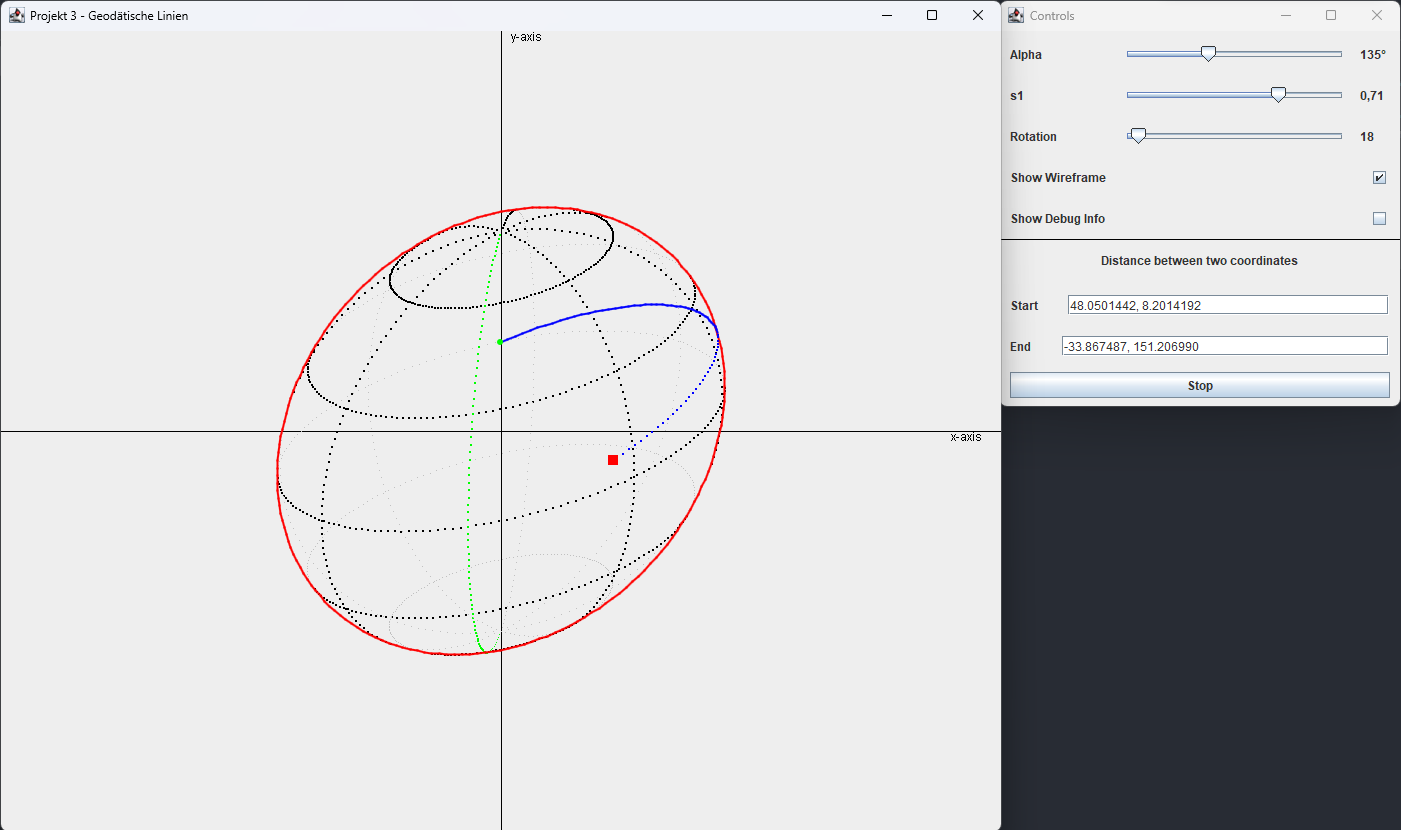 Projekt 3 - Geodätische Linien
y-axis
x-axis
Controls
Alpha 135°
s1 0,71
Rotation 18
Show Wireframe
Show Debug Info
Distance between two coordinates
Start 48.0501442, 8.2014192
End -33.867487, 151.206990
Stop